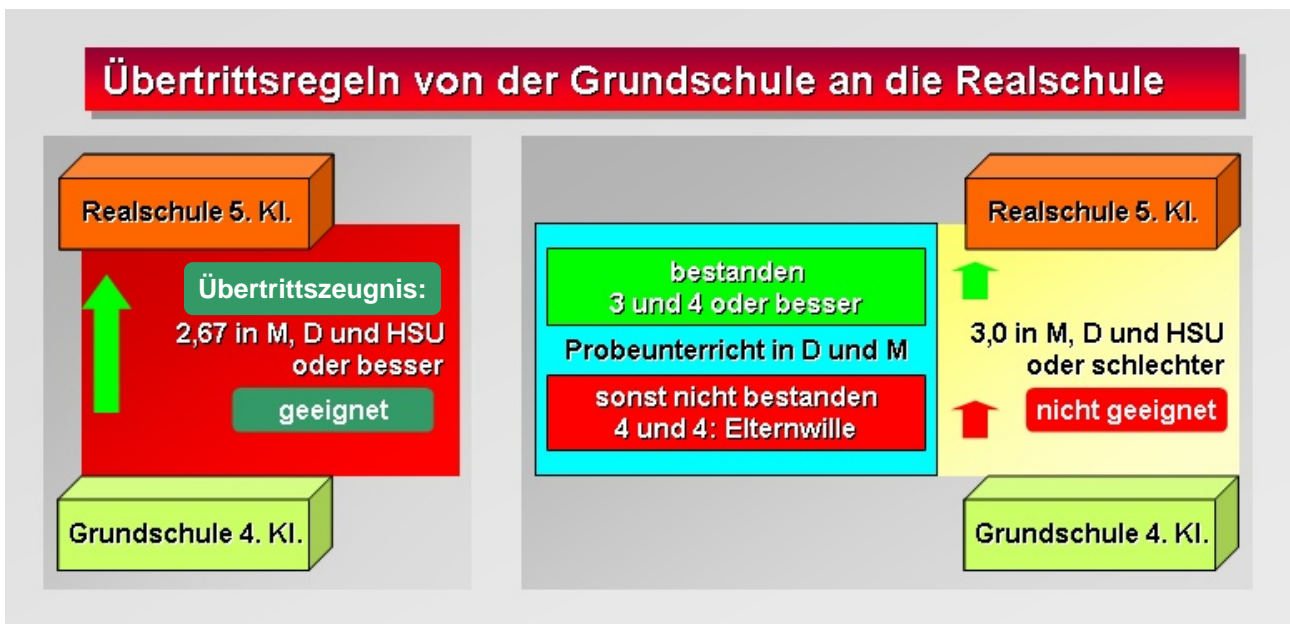 Übertrittsregeln von der Grundschule an die Realschule
Realschule 5. Kl.
Übertrittszeugnis:
2,67 in M, D und HSU
oder besser
geeignet
Grundschule 4. Kl.
bestanden
3 und 4 oder besser
Probeunterricht in D und M
sonst nicht bestanden
4 und 4: Elternwille
Realschule 5. Kl.
3,0 in M, D und HSU
oder schlechter
nicht geeignet
Grundschule 4. Kl.